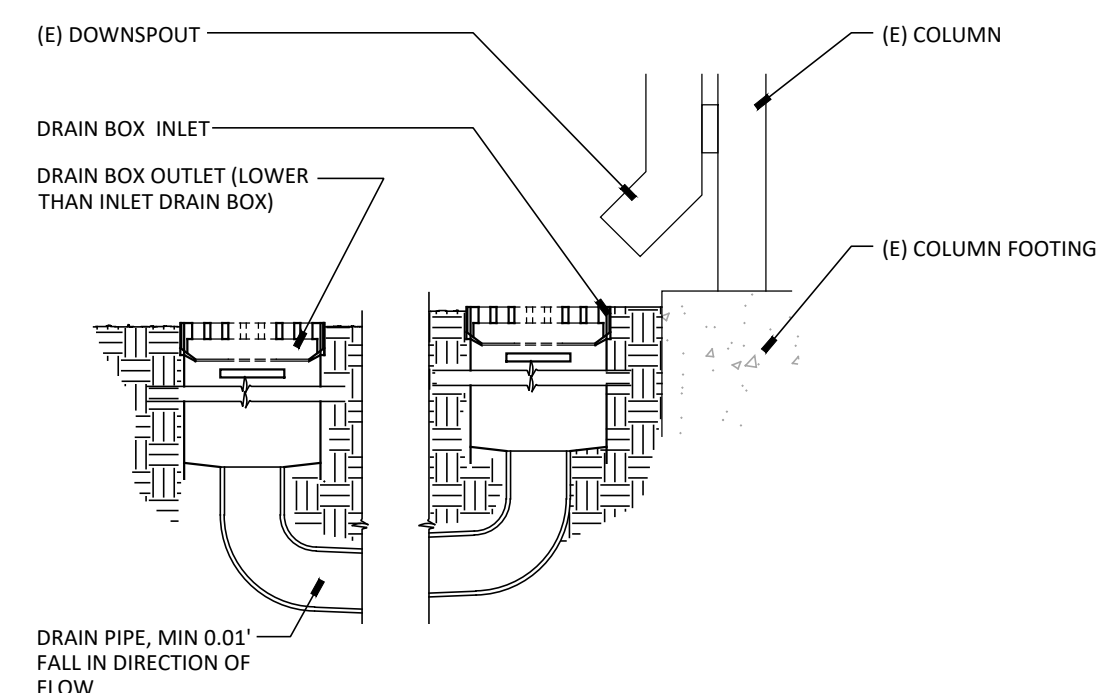 (E) DOWNSPOUT
(E) COLUMN
DRAIN BOX  INLET
DRAIN BOX OUTLET (LOWER
THAN INLET DRAIN BOX)
(E) COLUMN FOOTING
DRAIN PIPE, MIN 0.01'
FALL IN DIRECTION OF
FLOW